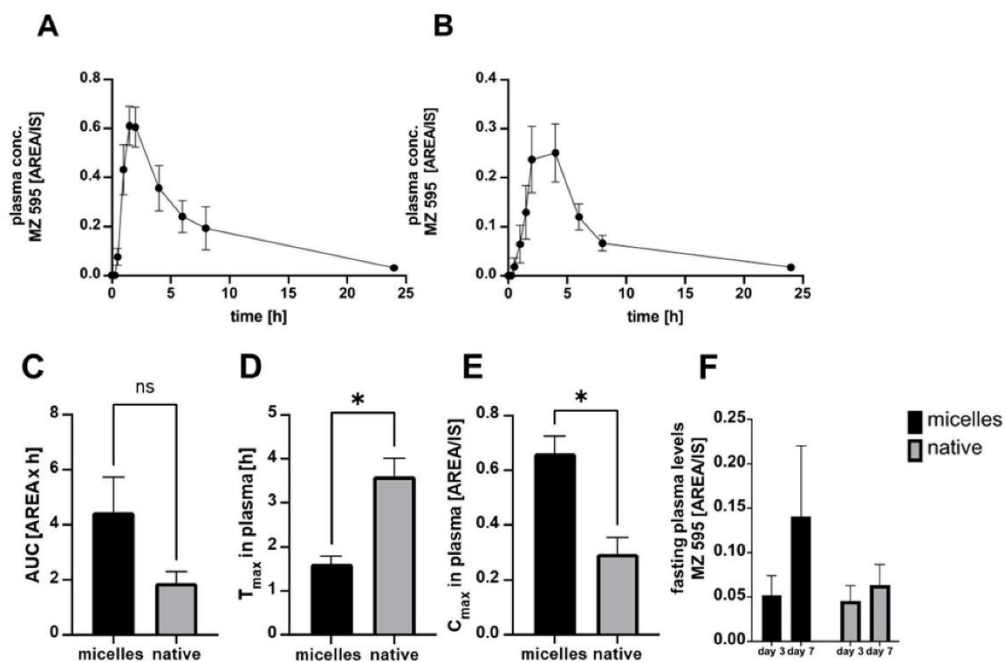 A
B
plasma conc.
MZ 595 [AREA/IS]
0.8
0.6
0.4
0.2
0.0
0 5 10 15 20 25
time [h]
plasma conc.
MZ 595 [AREA/IS]
0.4
0.3
0.2
0.1
0.0
0 5 10 15 20 25
time [h]
C
AUC [AREA x h]
8
6
4
2
0
ns
micelles native
D
Tmax in plasma [h]
5
4
3
2
1
0
*
micelles native
E
Cmax in plasma [AREA/IS]
0.8
0.6
0.4
0.2
0.0
*
micelles native
F
fasting plasma levels
MZ 595 [AREA/IS]
0.25
0.20
0.15
0.10
0.05
0.00
day 3 day 7 day 3 day 7
micelles
native